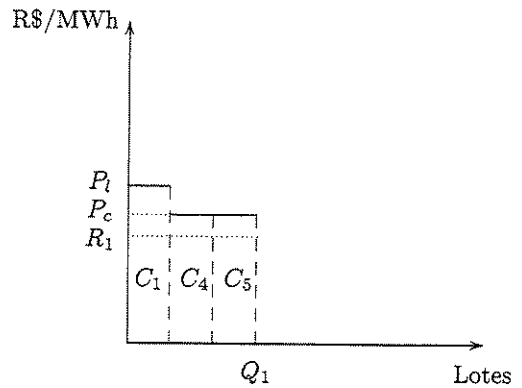 R$/MWh
P_l
P_c
R_1
C_1 C_4 C_5
Q_1
Lotes